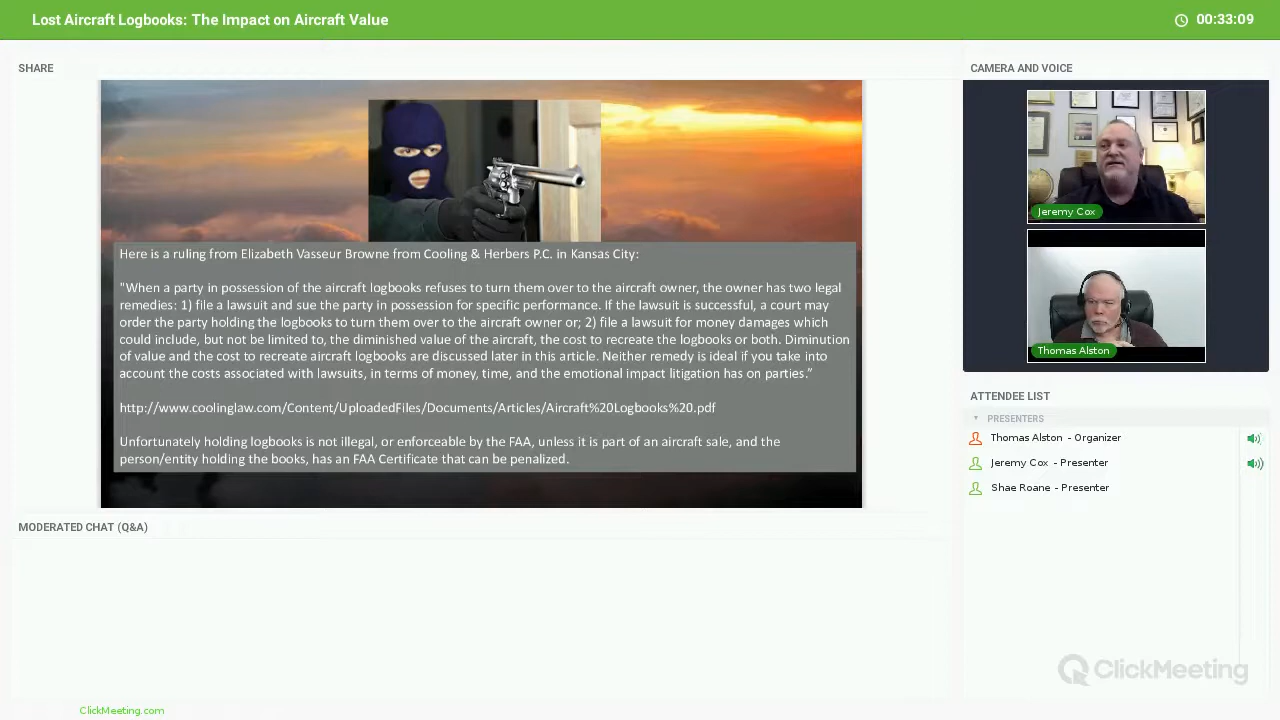 Lost Aircraft Logbooks: The Impact on Aircraft Value
00:33:09
SHARE
Here is a ruling from Elizabeth Vasseur Browne from Cooling & Herbers P.C. in Kansas City:
"When a party in possession of the aircraft logbooks refuses to turn them over to the aircraft owner, the owner has two legal
remedies: 1) file a lawsuit and sue the party in possession for specific performance. If the lawsuit is successful, a court may
order the party holding the logbooks to turn them over to the aircraft owner or; 2) file a lawsuit for money damages which
could include, but not be limited to, the diminished value of the aircraft, the cost to recreate the logbooks or both. Diminution
of value and the cost to recreate aircraft logbooks are discussed later in this article. Neither remedy is ideal if you take into
account the costs associated with lawsuits, in terms of money, time, and the emotional impact litigation has on parties.”
http://www.coolinglaw.com/Content/UploadedFiles/Documents/Articles/Aircraft%20Logbooks%20.pdf
Unfortunately holding logbooks is not illegal, or enforceable by the FAA, unless it is part of an aircraft sale, and the
person/entity holding the books, has an FAA Certificate that can be penalized.
MODERATED CHAT (Q&A)
CAMERA AND VOICE
Jeremy Cox
Thomas Alston
ATTENDEE LIST
PRESENTERS
Thomas Alston - Organizer
Jeremy Cox - Presenter
Shae Roane - Presenter
ClickMeeting
ClickMeeting.com